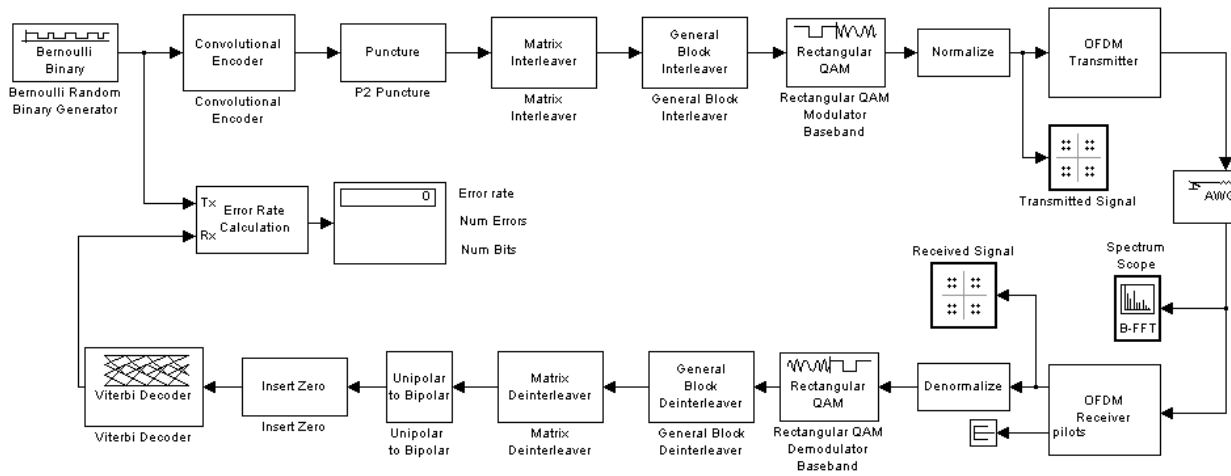 Bernoulli
Binary
Bernoulli Random
Binary Generator
Convolutional
Encoder
Convolutional
Encoder
Puncture
P2 Puncture
Matrix
Interleaver
Matrix
Interleaver
General
Block
Interleaver
General Block
Interleaver
Rectangular
QAM
Rectangular QAM
Modulator
Baseband
Normalize
OFDM
Transmitter
Transmitted Signal
AWG
Tx
Rx
Error Rate
Calculation
0
Error rate
Num Errors
Num Bits
Received Signal
Spectrum
Scope
B-FFT
Viterbi Decoder
Viterbi Decoder
Insert Zero
Insert Zero
Unipolar
to Bipolar
Unipolar
to Bipolar
Matrix
Deinterleaver
Matrix
Deinterleaver
General
Block
Deinterleaver
General Block
Deinterleaver
Rectangular
QAM
Rectangular QAM
Demodulator
Baseband
Denormalize
OFDM
Receiver
pilots